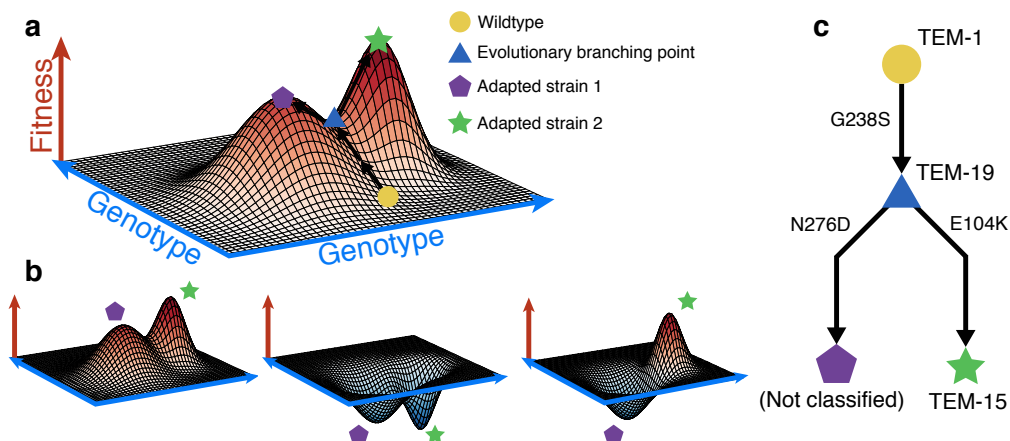 a
Fitness
Genotype
Genotype
Wildtype
Evolutionary branching point
Adapted strain 1
Adapted strain 2
b
c
TEM-1
G238S
TEM-19
N276D
E104K
(Not classified)
TEM-15